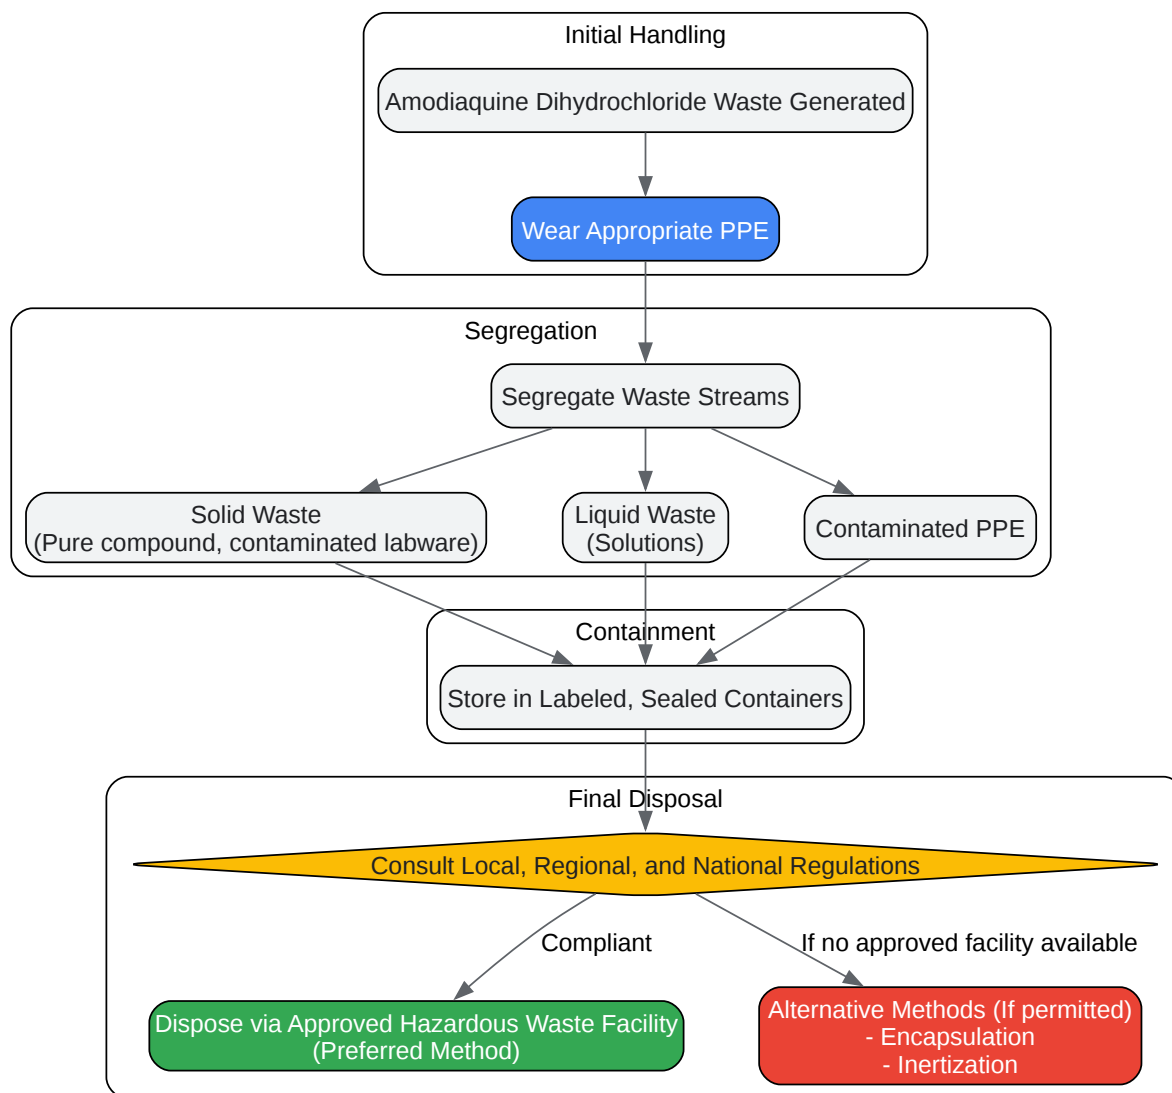 Initial Handling
Amodiaquine Dihydrochloride Waste Generated
Wear Appropriate PPE
Segregation
Segregate Waste Streams
Solid Waste
(Pure compound, contaminated labware)
Liquid Waste
(Solutions)
Contaminated PPE
Containment
Store in Labeled, Sealed Containers
Final Disposal
Consult Local, Regional, and National Regulations
Compliant
If no approved facility available
Dispose via Approved Hazardous Waste Facility
(Preferred Method)
Alternative Methods (If permitted)
- Encapsulation
- Inertization